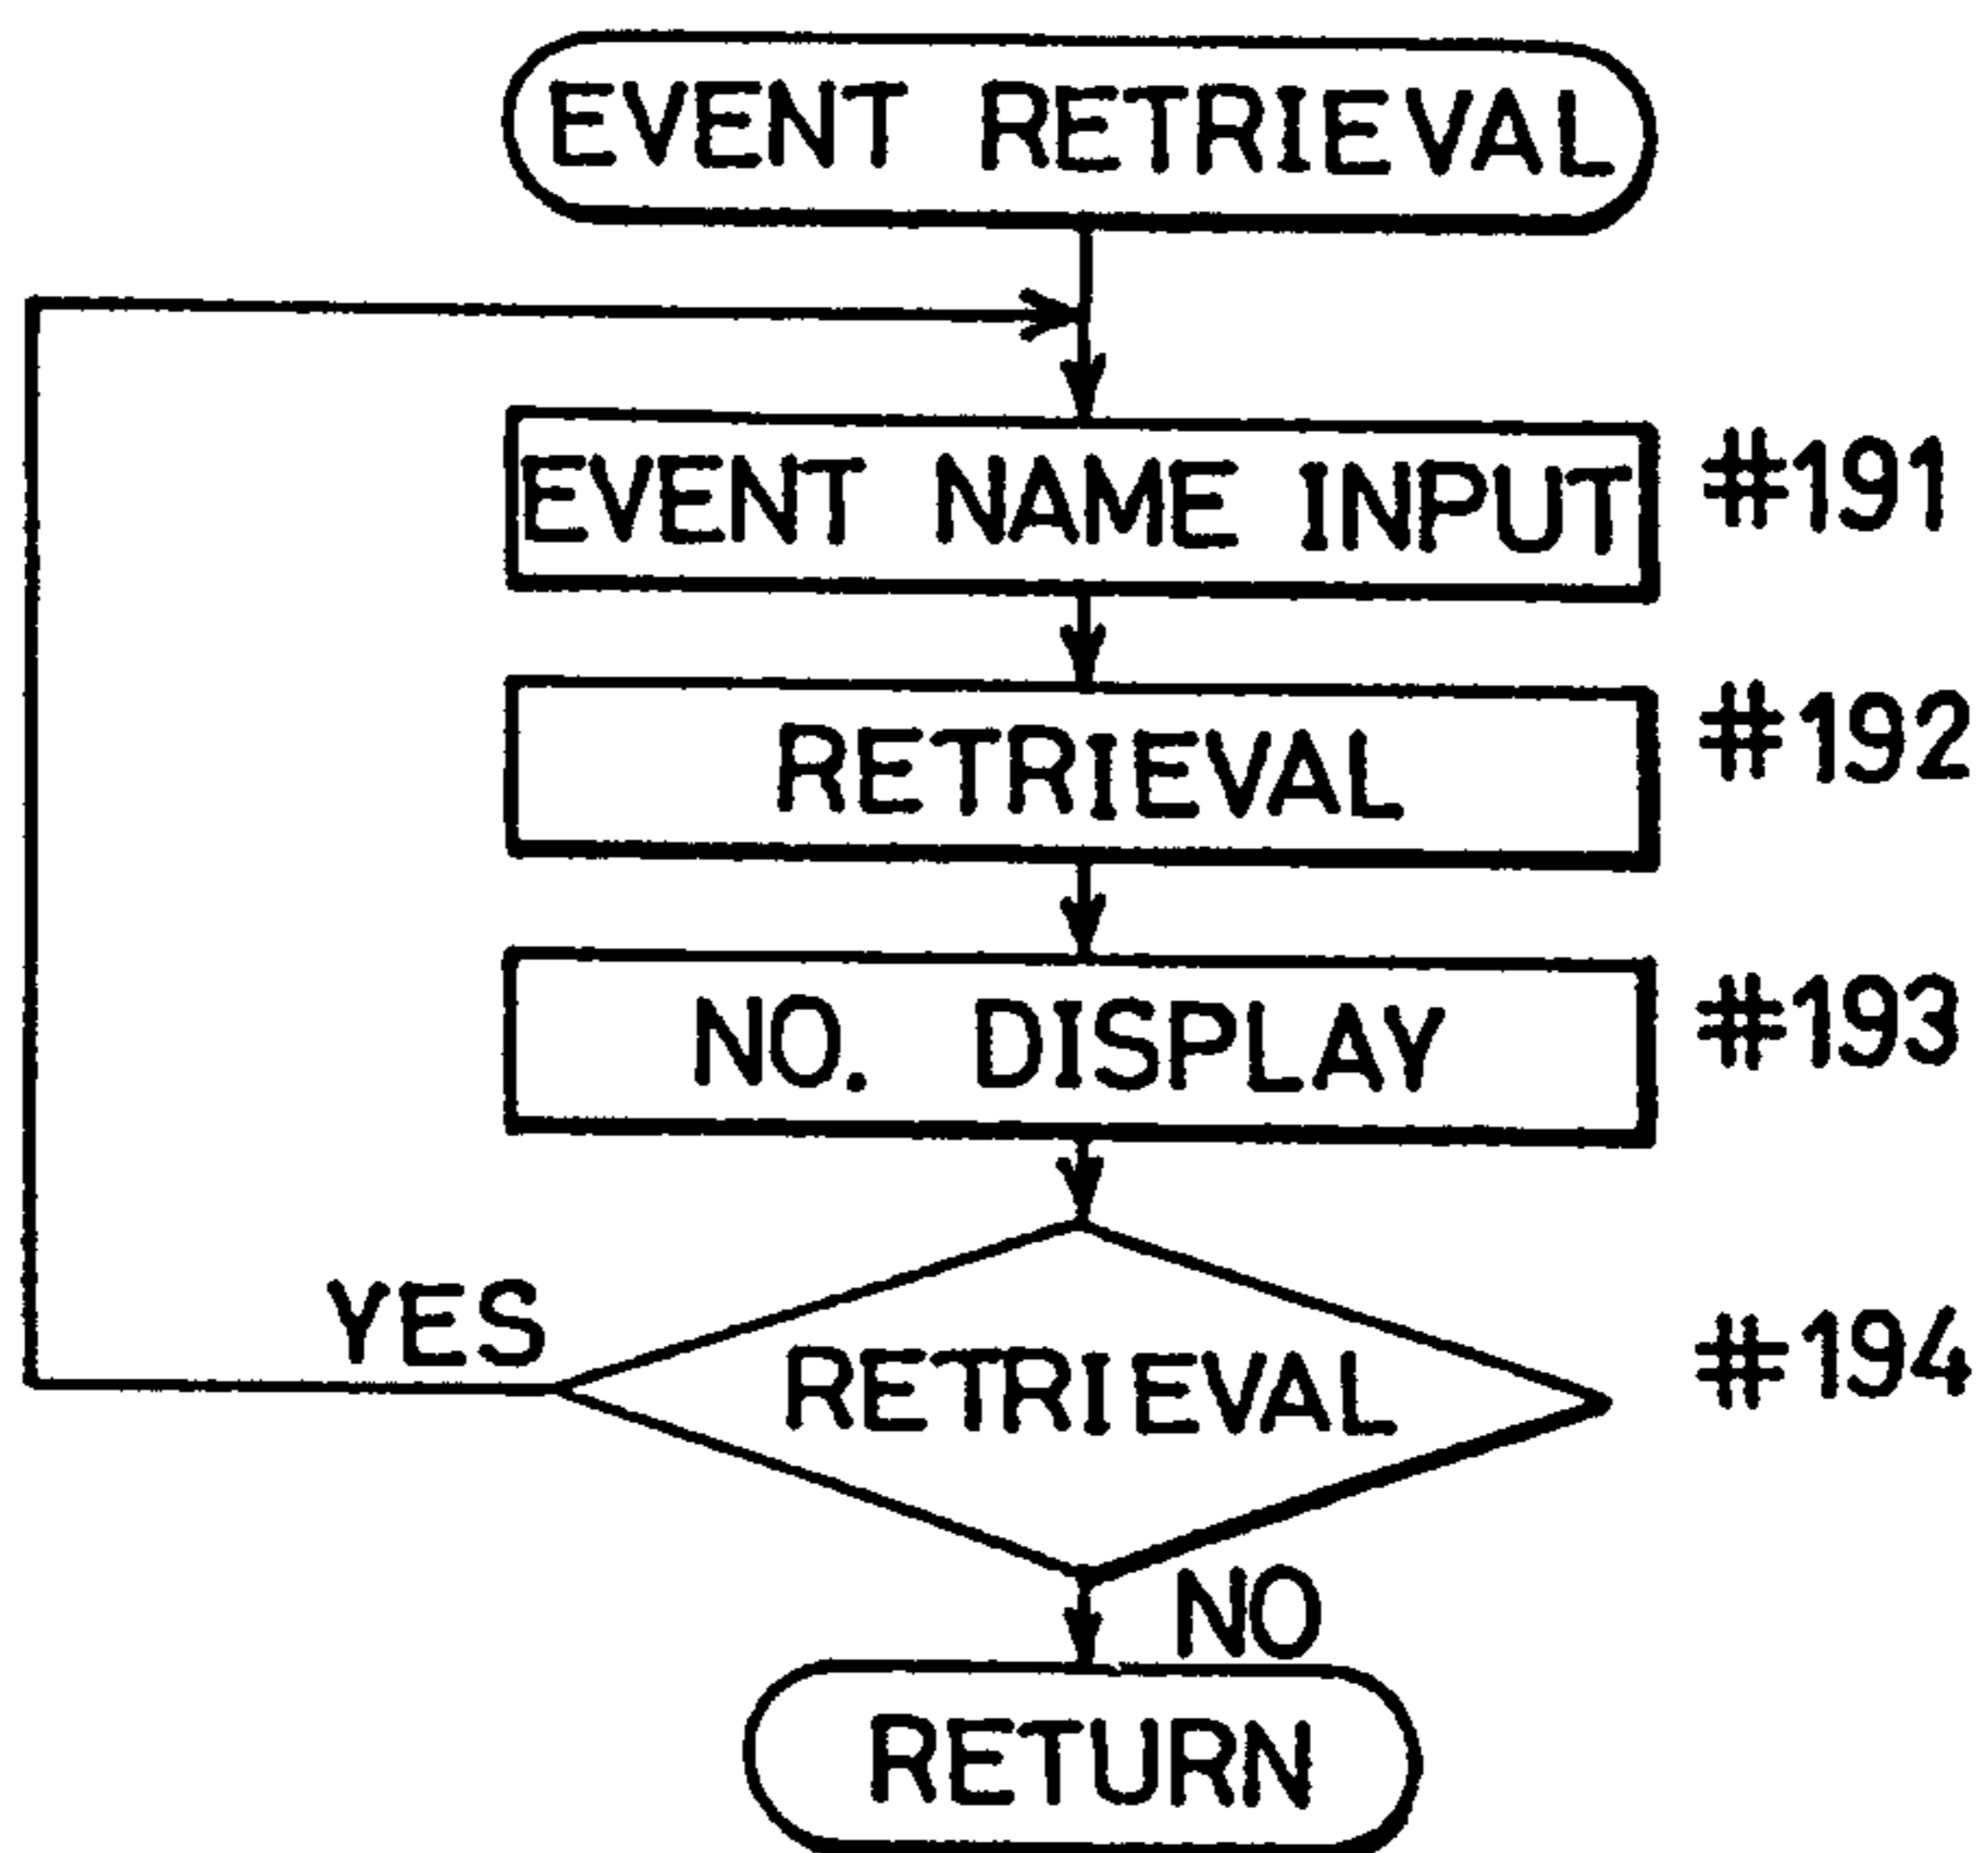 EVENT RETRIEVAL
EVENT NAME INPUT #191
RETRIEVAL #192
NO. DISPLAY #193
YES
RETRIEVAL #194
NO
RETURN